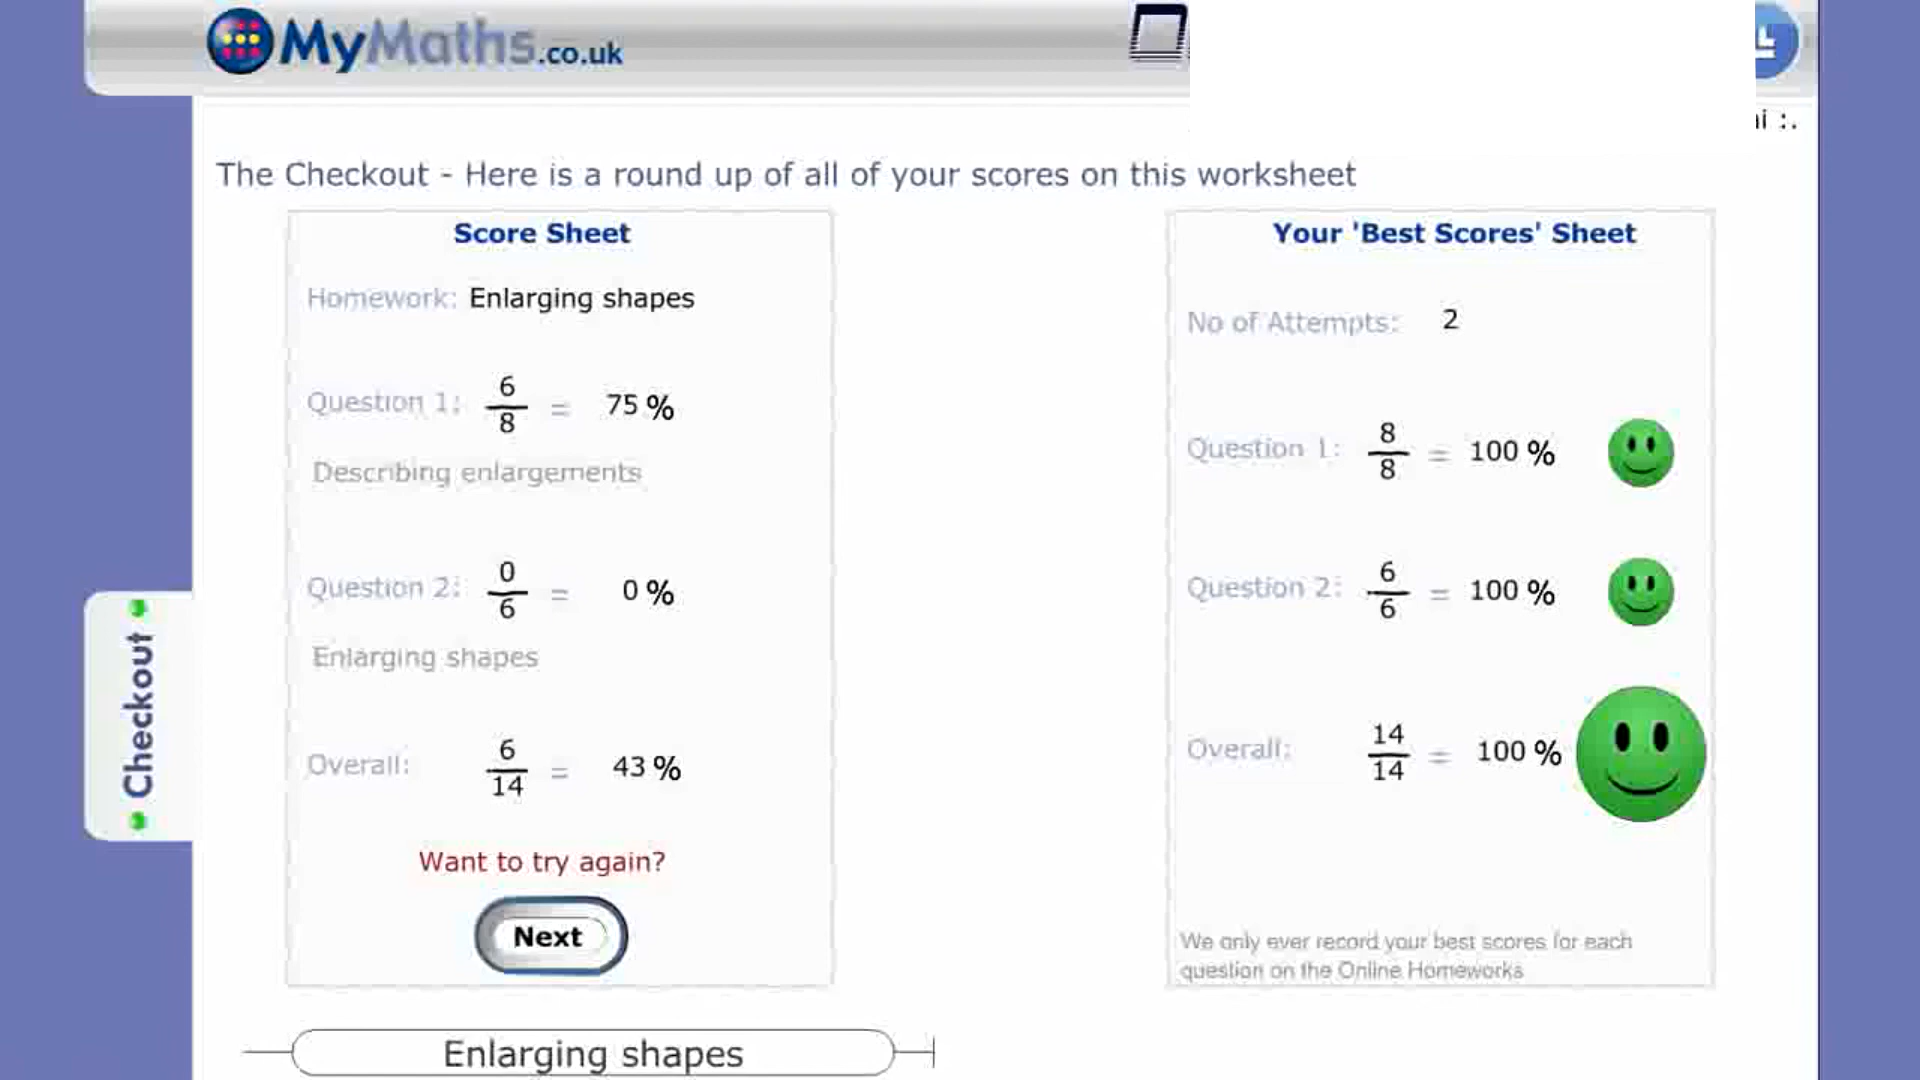 MyMaths.co.uk
The Checkout - Here is a round up of all of your scores on this worksheet
Score Sheet
Homework: Enlarging shapes
Question 1: 6/8 = 75 %
Describing enlargements
Question 2: 0/6 = 0 %
Enlarging shapes
Overall: 6/14 = 43 %
Want to try again?
Next
Your 'Best Scores' Sheet
No of Attempts: 2
Question 1: 8/8 = 100 %
Question 2: 6/6 = 100 %
Overall: 14/14 = 100 %
We only ever record your best scores for each
question on the Online Homeworks
Checkout
Enlarging shapes